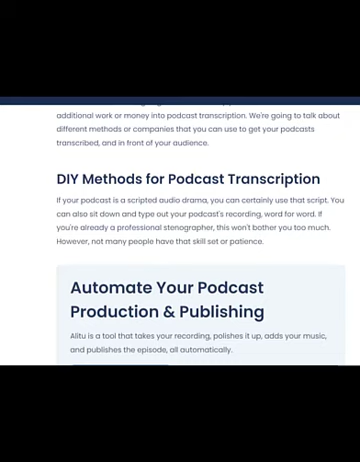 additional work or money into podcast transcription. We're going to talk about
different methods or companies that you can use to get your podcasts
transcribed, and in front of your audience.
DIY Methods for Podcast Transcription
If your podcast is a scripted audio drama, you can certainly use that script. You
can also sit down and type out your podcast's recording, word for word. If
you're already a professional stenographer, this won't bother you too much.
However, not many people have that skill set or patience.
Automate Your Podcast
Production & Publishing
Alitu is a tool that takes your recording, polishes it up, adds your music,
and publishes the episode, all automatically.